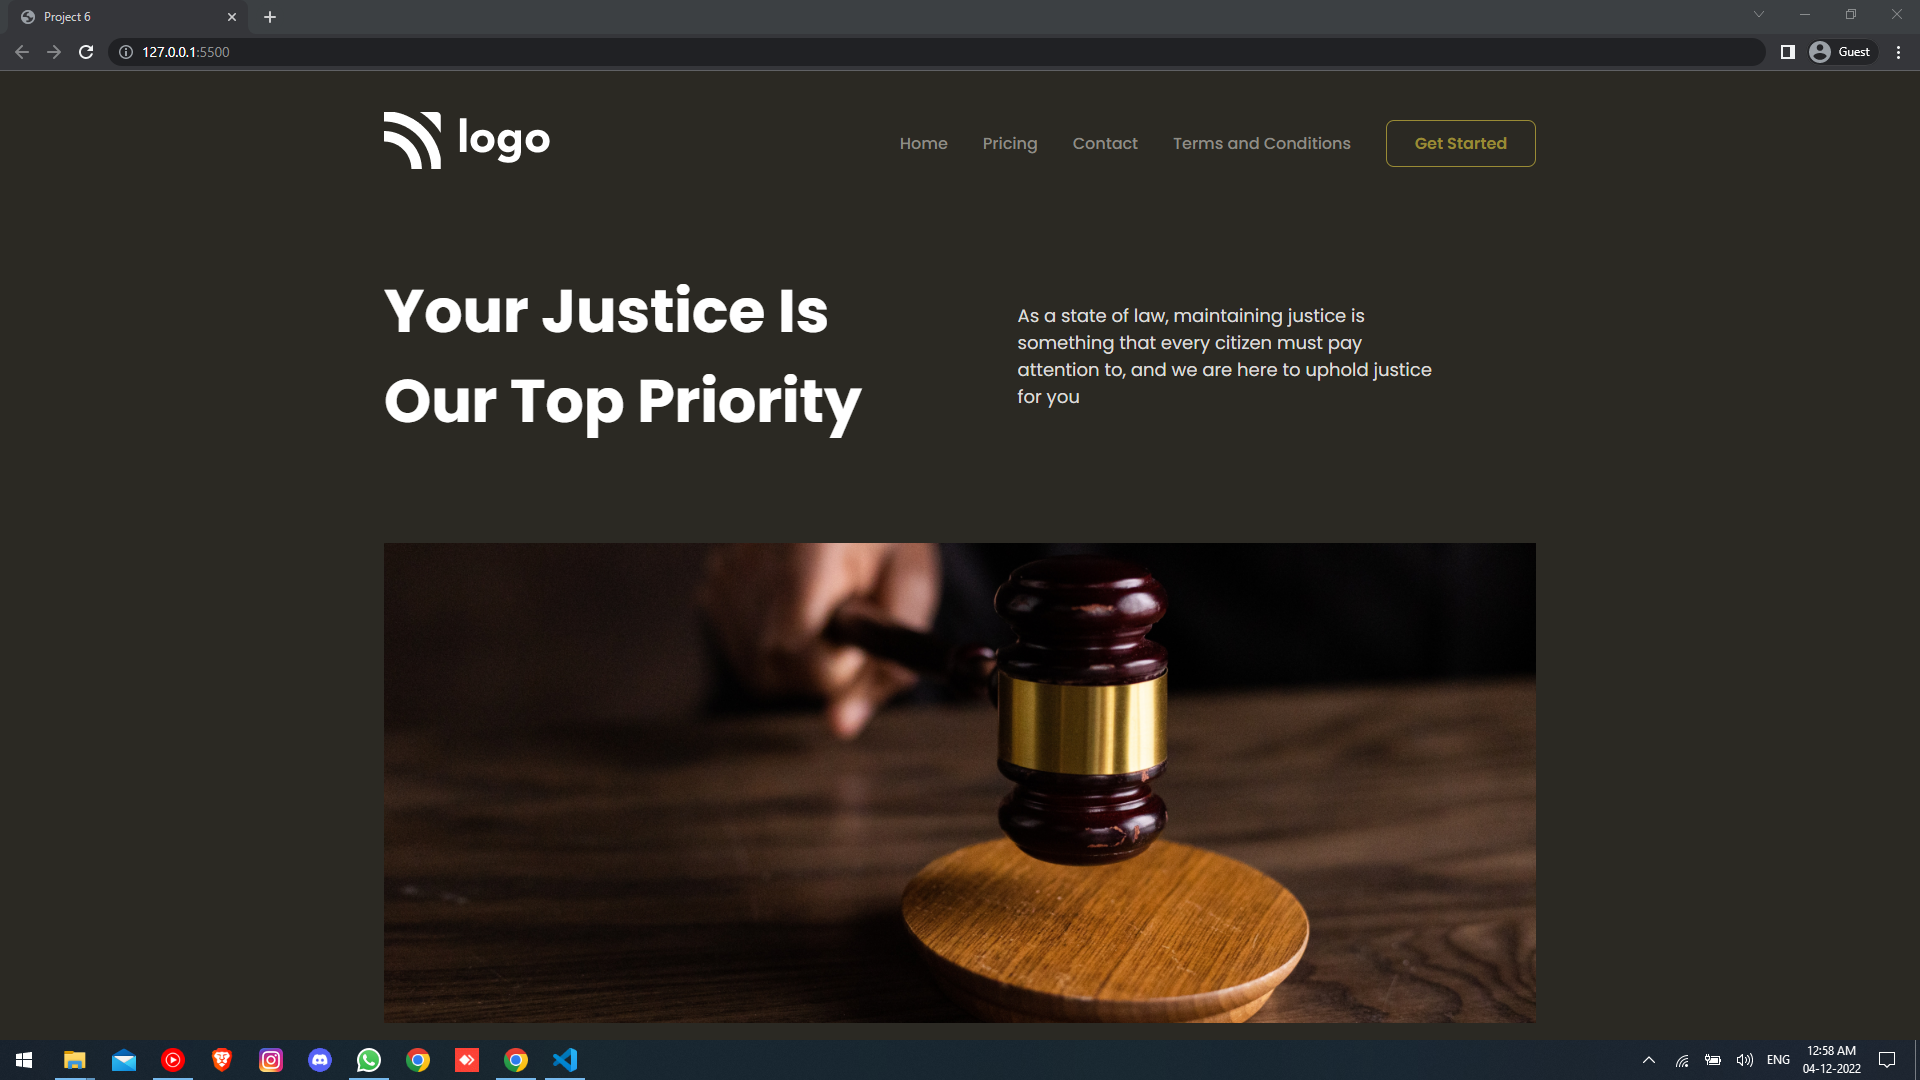 Project 6
127.0.0.1:5500
Guest
logo
Home Pricing Contact Terms and Conditions Get Started
Your Justice Is
Our Top Priority
As a state of law, maintaining justice is
something that every citizen must pay
attention to, and we are here to uphold justice
for you
ENG
12:58 AM
04-12-2022